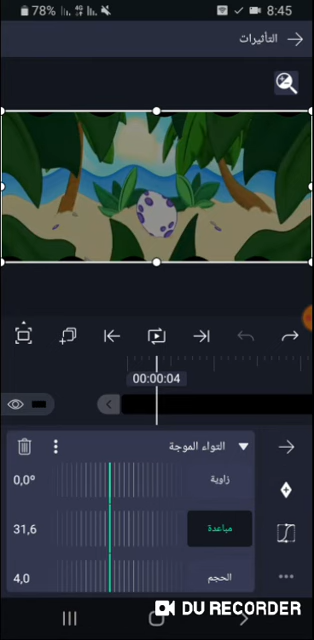 78% 8:45
التأثيرات
00:00:04
التواء الموجة
زاوية 0,0º
مباعدة 31,6
الحجم 4,0
DU RECORDER